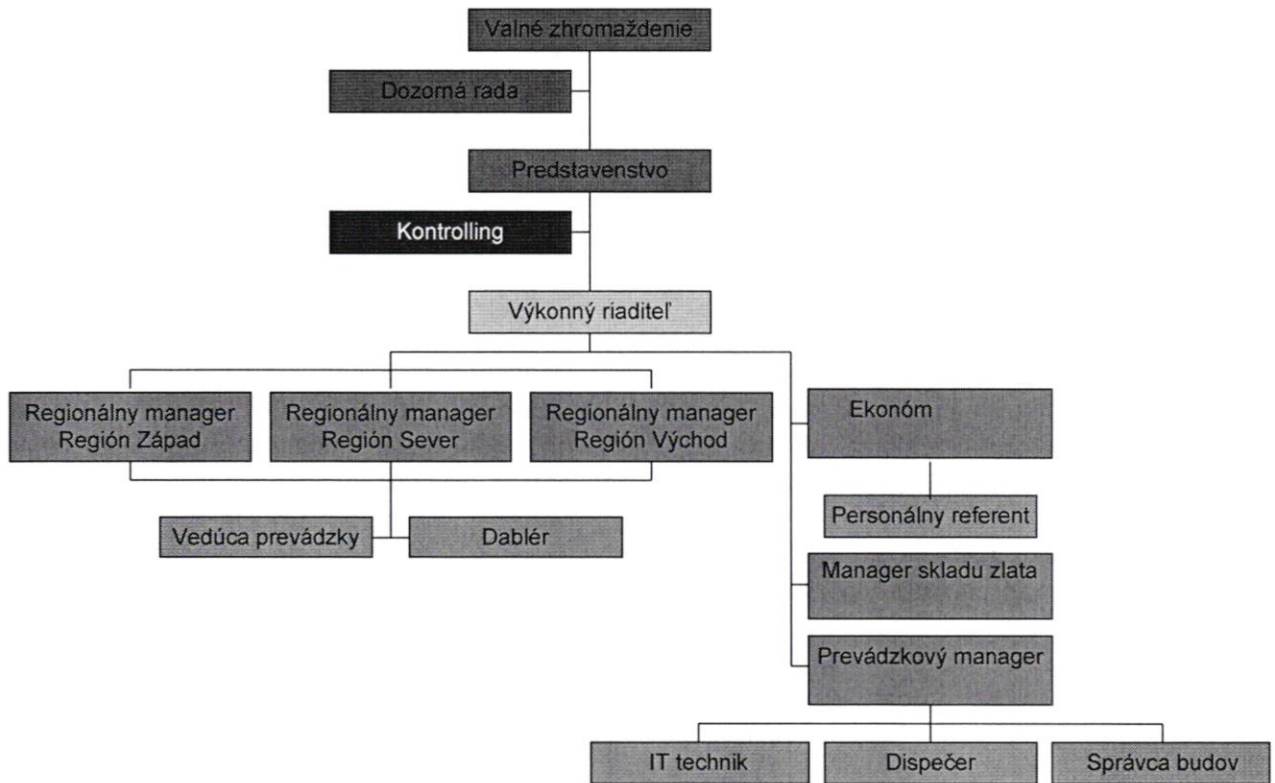 Valné zhromaždenie
Dozorná rada
Predstavenstvo
Kontrolling
Výkonný riaditeľ
Regionálny manager
Región Západ
Regionálny manager
Región Sever
Regionálny manager
Región Východ
Ekonóm
Personálny referent
Vedúca prevádzky
Dablér
Manager skladu zlata
Prevádzkový manager
IT technik
Dispečer
Správca budov